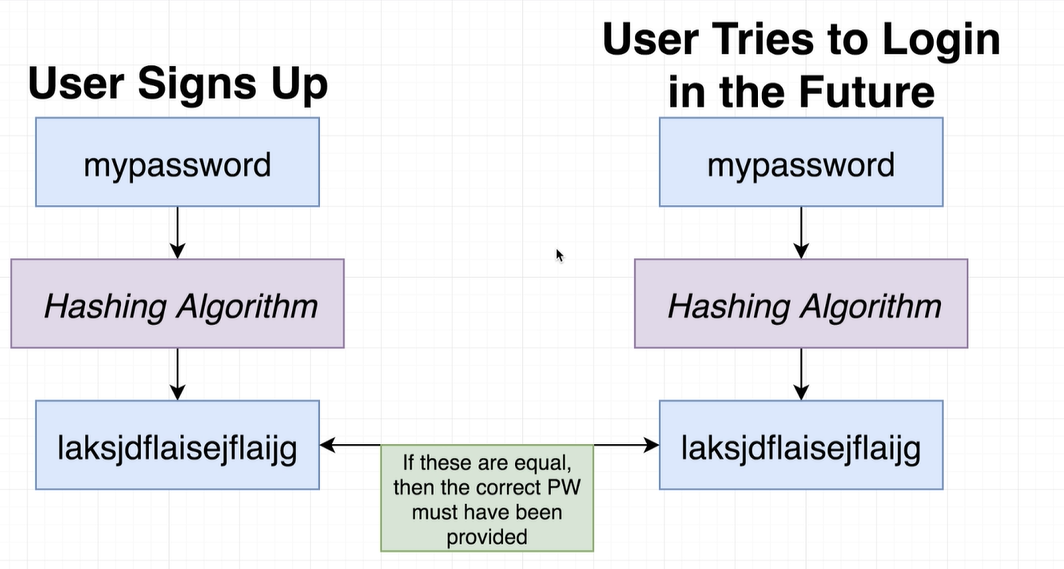 User Signs Up
mypassword
Hashing Algorithm
laksjdflaisejflaijg
User Tries to Login
in the Future
mypassword
Hashing Algorithm
laksjdflaisejflaijg
If these are equal,
then the correct PW
must have been
provided